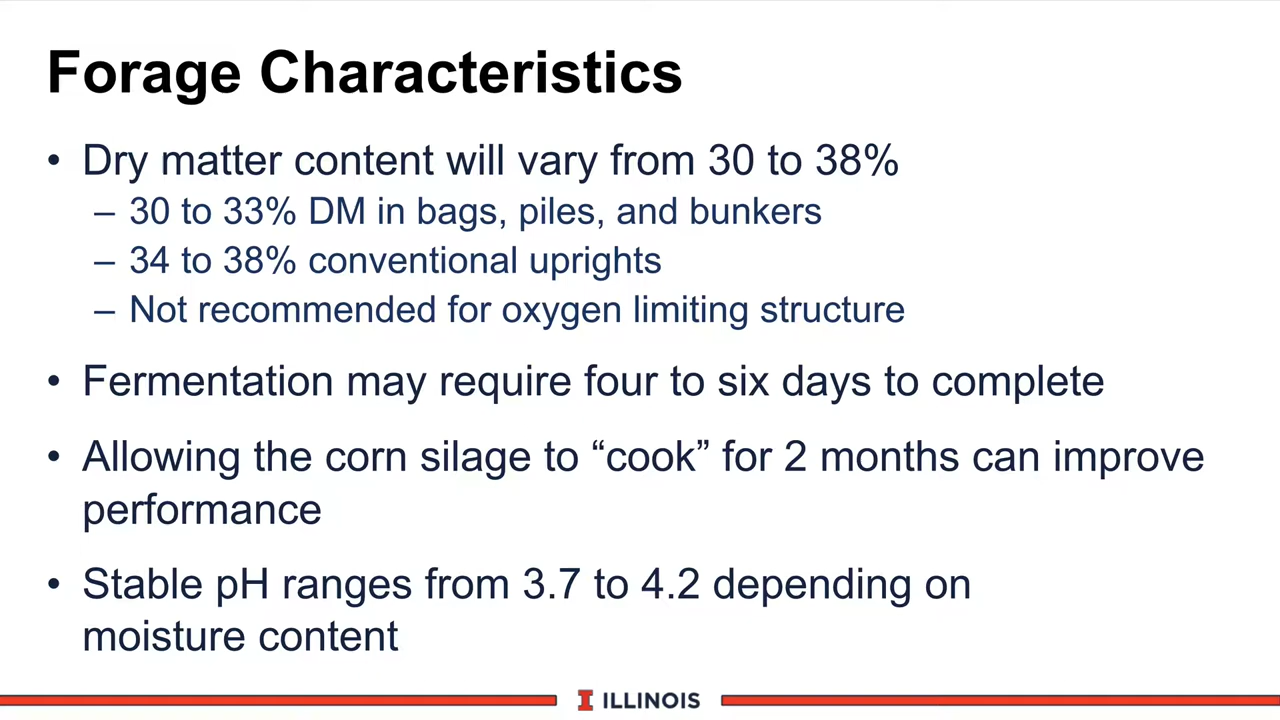 Forage Characteristics
• Dry matter content will vary from 30 to 38%
– 30 to 33% DM in bags, piles, and bunkers
– 34 to 38% conventional uprights
– Not recommended for oxygen limiting structure
• Fermentation may require four to six days to complete
• Allowing the corn silage to “cook” for 2 months can improve
performance
• Stable pH ranges from 3.7 to 4.2 depending on
moisture content
I ILLINOIS